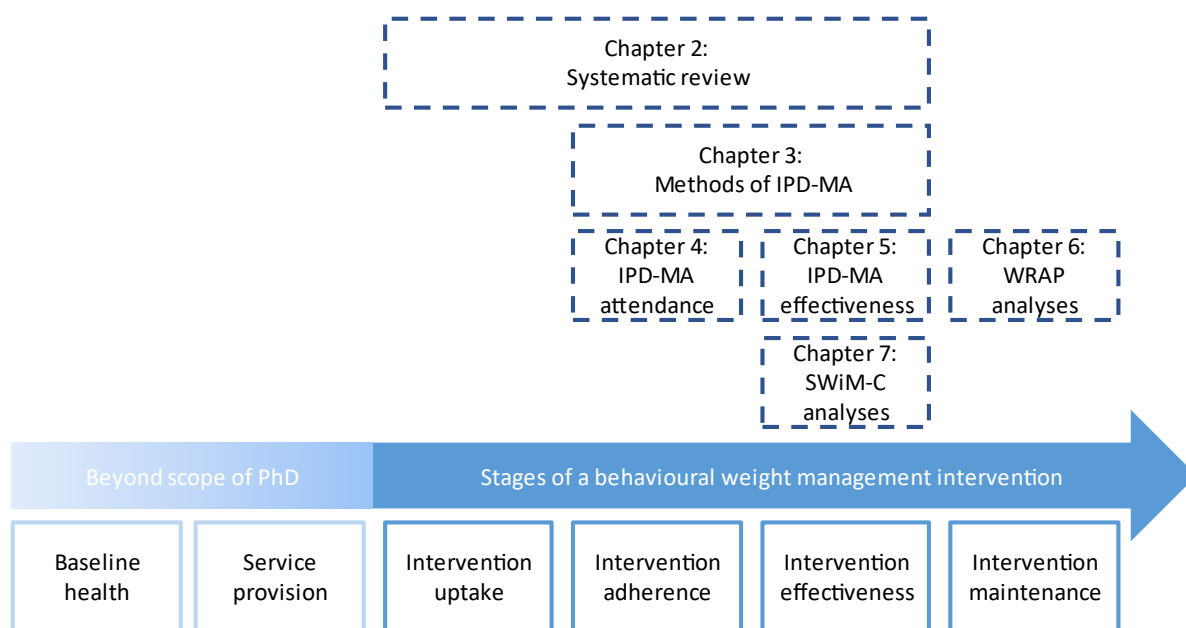 Chapter 2:
Systematic review
Chapter 3:
Methods of IPD-MA
Chapter 4:
IPD-MA
attendance
Chapter 5:
IPD-MA
effectiveness
Chapter 6:
WRAP
analyses
Chapter 7:
SWiM-C
analyses
Beyond scope of PhD
Stages of a behavioural weight management intervention
Baseline
health
Service
provision
Intervention
uptake
Intervention
adherence
Intervention
effectiveness
Intervention
maintenance